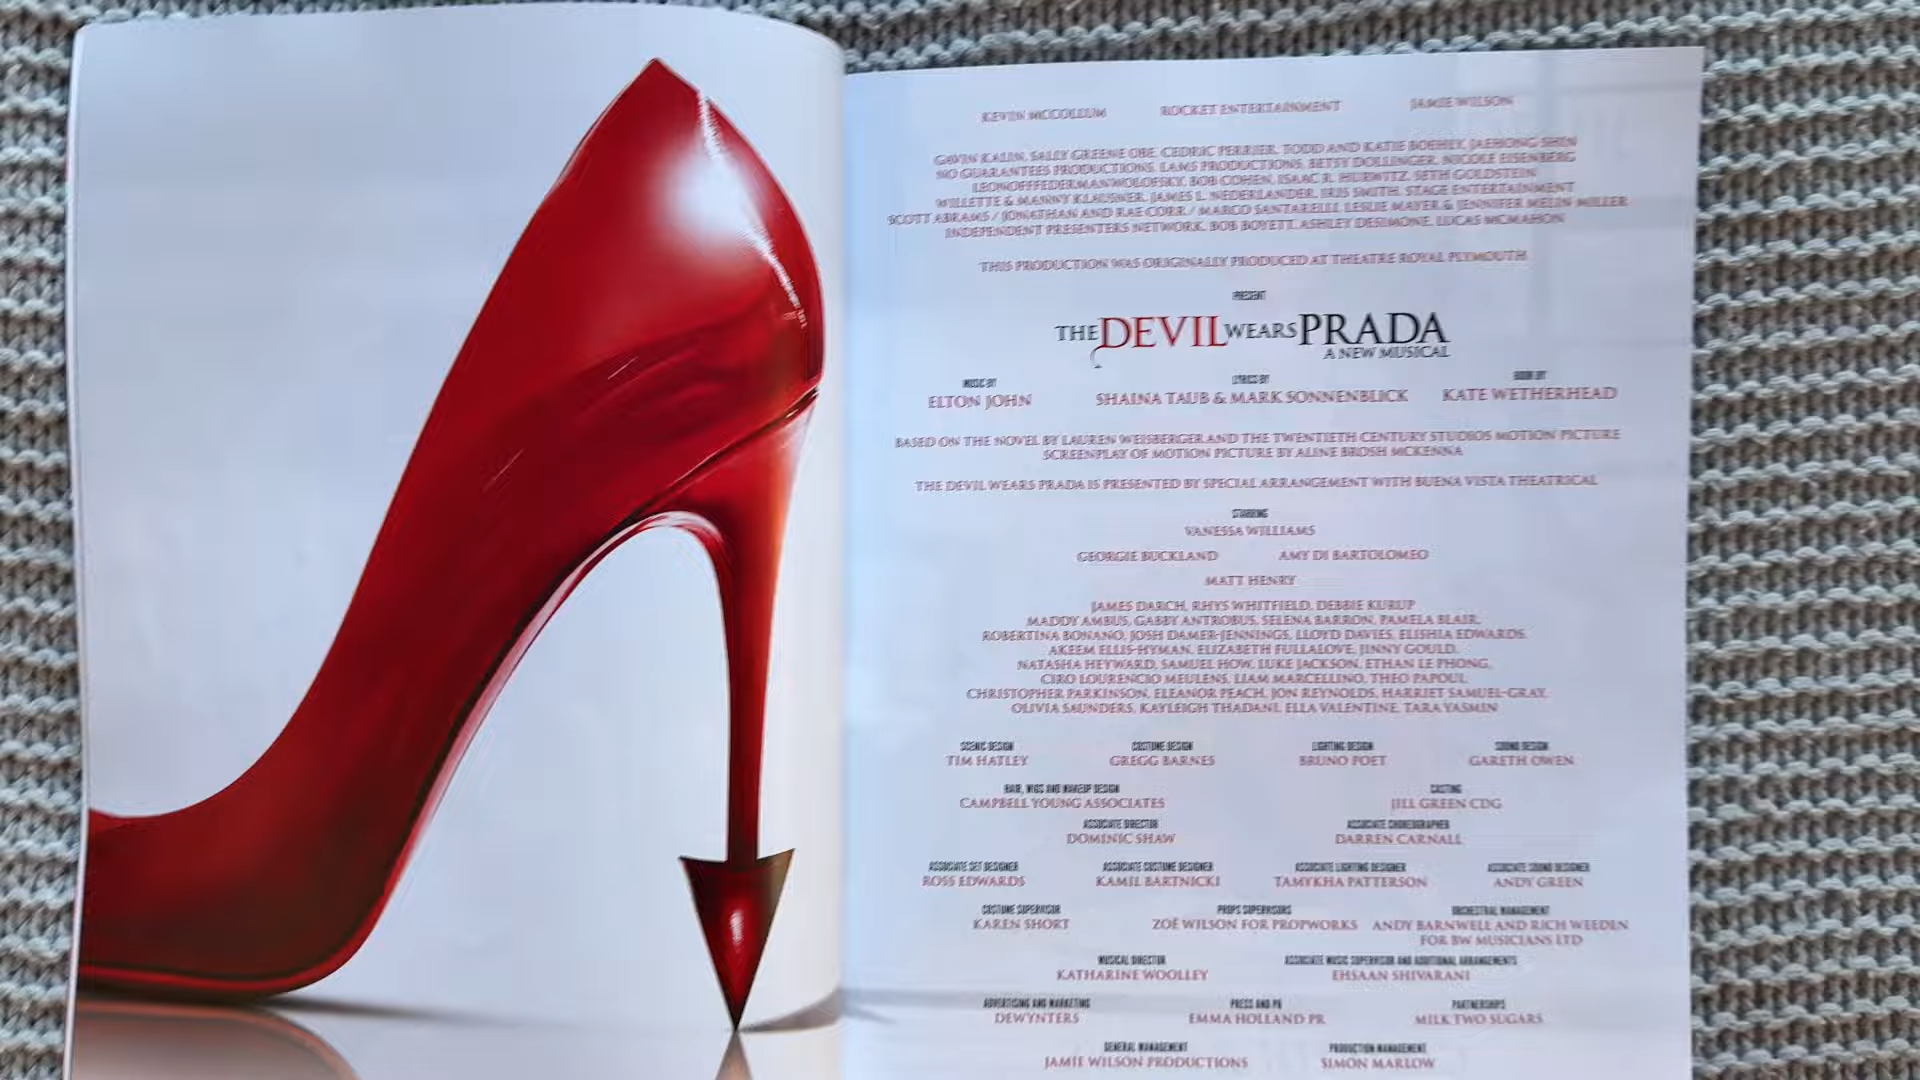 KEVIN MCCOLLUM ROCKET ENTERTAINMENT JAMIE WILSON
GAVIN KALIN, SALLY GREENE OBE, CEDRIC PERRIER, TODD AND KATIE BOEHLY, JAEHONG SHIN
NO GUARANTEES PRODUCTIONS, LAMS PRODUCTIONS, BETSY DOLLINGER, NICOLE EISENBERG
LEONOFFFEDERMANWOLOFSKY, BOB COHEN, ISAAC R. HURWITZ, SETH GOLDSTEIN
WILLETTE & MANNY KLAUSNER, JAMES L. NEDERLANDER, IRIS SMITH, STAGE ENTERTAINMENT
SCOTT ABRAMS / JONATHAN AND RAE CORR / MARCO SANTARELLI, LESLIE MAYER & JENNIFER MELIN MILLER
INDEPENDENT PRESENTERS NETWORK, BOB BOYETT, ASHLEY DESIMONE, LUCAS MCMAHON
THIS PRODUCTION WAS ORIGINALLY PRODUCED AT THEATRE ROYAL PLYMOUTH
PRESENT
THE DEVIL WEARS PRADA
A NEW MUSICAL
MUSIC BY LYRICS BY BOOK BY
ELTON JOHN SHAINA TAUB & MARK SONNENBLICK KATE WETHERHEAD
BASED ON THE NOVEL BY LAUREN WEISBERGER AND THE TWENTIETH CENTURY STUDIOS MOTION PICTURE
SCREENPLAY OF MOTION PICTURE BY ALINE BROSH MCKENNA
THE DEVIL WEARS PRADA IS PRESENTED BY SPECIAL ARRANGEMENT WITH BUENA VISTA THEATRICAL
STARRING
VANESSA WILLIAMS
GEORGIE BUCKLAND AMY DI BARTOLOMEO
MATT HENRY
JAMES DARCH, RHYS WHITFIELD, DEBBIE KURUP
MADDY AMBUS, GABBY ANTROBUS, SELENA BARRON, PAMELA BLAIR,
ROBERTINA BONANO, JOSH DAMER-JENNINGS, LLOYD DAVIES, ELISHIA EDWARDS,
AKEEM ELLIS-HYMAN, ELIZABETH FULLALOVE, JINNY GOULD,
NATASHA HEYWARD, SAMUEL HOW, LUKE JACKSON, ETHAN LE PHONG,
CIRO LOURENCIO MEULENS, LIAM MARCELLINO, THEO PAPOUI,
CHRISTOPHER PARKINSON, ELEANOR PEACH, JON REYNOLDS, HARRIET SAMUEL-GRAY,
OLIVIA SAUNDERS, KAYLEIGH THADANI, ELLA VALENTINE, TARA YASMIN
SCENIC DESIGN COSTUME DESIGN LIGHTING DESIGN SOUND DESIGN
TIM HATLEY GREGG BARNES BRUNO POET GARETH OWEN
HAIR, WIGS AND MAKEUP DESIGN CASTING
CAMPBELL YOUNG ASSOCIATES JILL GREEN CDG
ASSOCIATE DIRECTOR ASSOCIATE CHOREOGRAPHER
DOMINIC SHAW DARREN CARNALL
ASSOCIATE SET DESIGNER ASSOCIATE COSTUME DESIGNER ASSOCIATE LIGHTING DESIGNER ASSOCIATE SOUND DESIGNER
ROSS EDWARDS KAMIL BARTNICKI TAMYKHA PATTERSON ANDY GREEN
COSTUME SUPERVISOR PROPS SUPERVISORS ORCHESTRAL MANAGEMENT
KAREN SHORT ZOË WILSON FOR PROPWORKS ANDY BARNWELL AND RICH WEEDEN
FOR BW MUSICIANS LTD
MUSICAL DIRECTOR ASSOCIATE MUSIC SUPERVISOR AND ADDITIONAL ARRANGEMENTS
KATHARINE WOOLLEY EHSAAN SHIVARANI
ADVERTISING AND MARKETING PRESS AND PR PARTNERSHIPS
DEWYNTERS EMMA HOLLAND PR MILK TWO SUGARS
GENERAL MANAGEMENT PRODUCTION MANAGEMENT
JAMIE WILSON PRODUCTIONS SIMON MARLOW